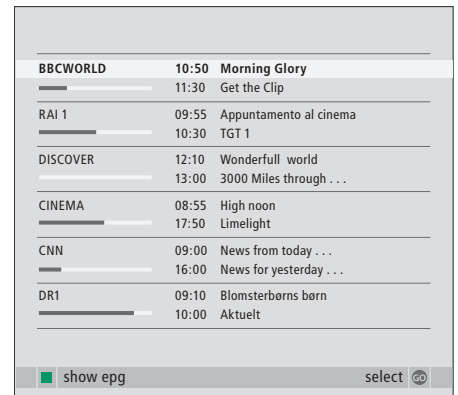 BBCWORLD 10:50 Morning Glory
11:30 Get the Clip
RAI 1 09:55 Appuntamento al cinema
10:30 TGT 1
DISCOVER 12:10 Wonderfull world
13:00 3000 Miles through . . .
CINEMA 08:55 High noon
17:50 Limelight
CNN 09:00 News from today . . .
16:00 News for yesterday . . .
DR1 09:10 Blomsterbørns børn
10:00 Aktuelt
show epg select GO